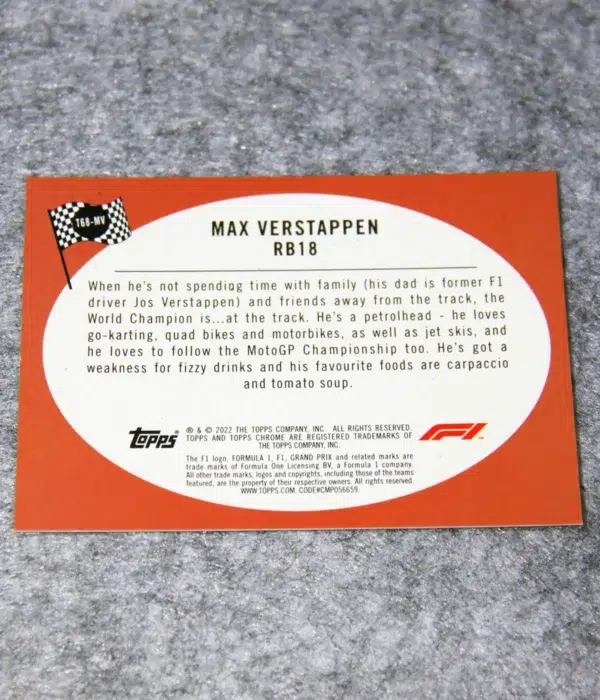 T68-MV
MAX VERSTAPPEN
RB18
When he's not spending time with family (his dad is former F1
driver Jos Verstappen) and friends away from the track, the
World Champion is...at the track. He's a petrolhead - he loves
go-karting, quad bikes and motorbikes, as well as jet skis, and
he loves to follow the MotoGP Championship too. He's got a
weakness for fizzy drinks and his favourite foods are carpaccio
and tomato soup.
Topps
® & © 2022 THE TOPPS COMPANY, INC. ALL RIGHTS RESERVED.
TOPPS AND TOPPS CHROME ARE REGISTERED TRADEMARKS OF
THE TOPPS COMPANY, INC.
F1
The F1 logo, FORMULA 1, F1, GRAND PRIX and related marks are
trade marks of Formula One Licensing BV, a Formula 1 company.
All other trade marks, logos and copyrights, including those of the teams
featured, are the property of their respective owners. All rights reserved.
WWW.TOPPS.COM. CODE#CMP056659.